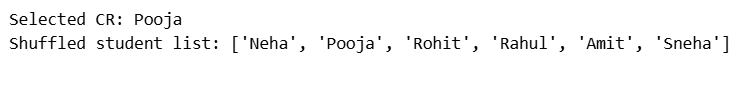 Selected CR: Pooja
Shuffled student list: ['Neha', 'Pooja', 'Rohit', 'Rahul', 'Amit', 'Sneha']